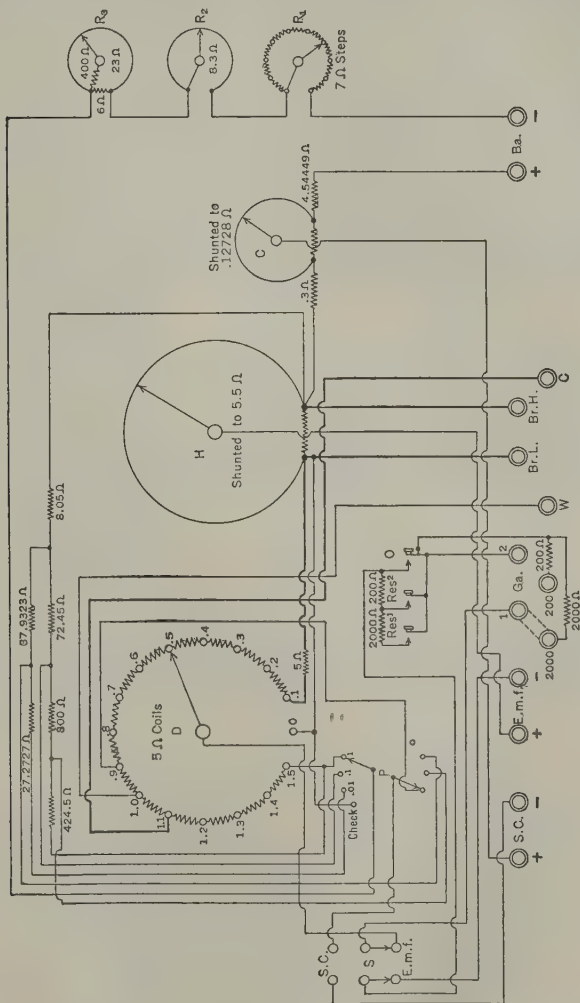 R₃
400 Ω
23 Ω
6 Ω
R₂
8.3 Ω
R₁
7 Ω Steps
Ba.
- +
4.54449 Ω
Shunted to
.12728 Ω
C
.3 Ω
H
Shunted to 5.5 Ω
8.05 Ω
67.9323 Ω
72.45 Ω
27.2727 Ω
800 Ω
424.5 Ω
5 Ω Coils
D
5 Ω
0
.1
.2
.3
.4
.5
.6
.7
.8
.9
1.0
1.1
1.2
1.3
1.4
1.5
1
.1
.01
Check
P
S.C.
S
E.m.f.
2000 Ω 200 Ω
Res¹ Res²
0
C
Br.H.
Br.L.
W
Ga.
2
1
200
200 Ω
2000
2000 Ω
E.m.f.
- +
S.C.
- +